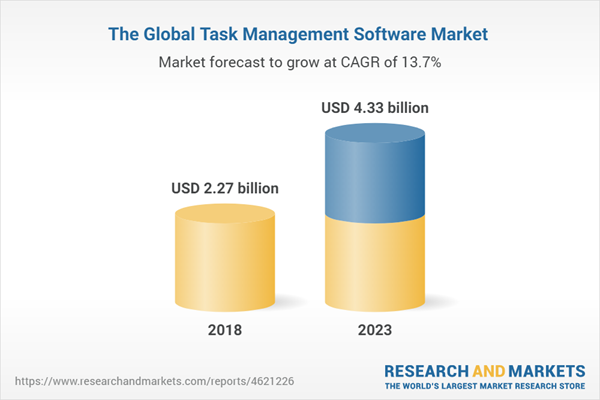 The Global Task Management Software Market
Market forecast to grow at CAGR of 13.7%
USD 4.33 billion
USD 2.27 billion
2018
2023
https://www.researchandmarkets.com/reports/4621226
RESEARCH AND MARKETS
THE WORLD'S LARGEST MARKET RESEARCH STORE